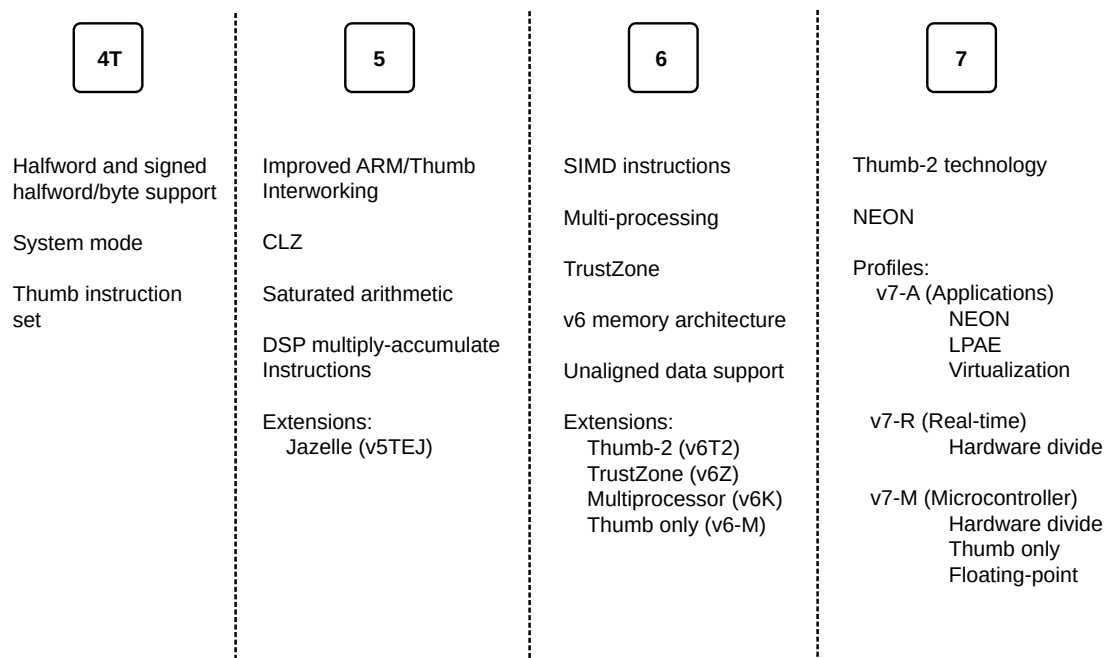 4T
Halfword and signed
halfword/byte support
System mode
Thumb instruction
set
5
Improved ARM/Thumb
Interworking
CLZ
Saturated arithmetic
DSP multiply-accumulate
Instructions
Extensions:
Jazelle (v5TEJ)
6
SIMD instructions
Multi-processing
TrustZone
v6 memory architecture
Unaligned data support
Extensions:
Thumb-2 (v6T2)
TrustZone (v6Z)
Multiprocessor (v6K)
Thumb only (v6-M)
7
Thumb-2 technology
NEON
Profiles:
v7-A (Applications)
NEON
LPAE
Virtualization
v7-R (Real-time)
Hardware divide
v7-M (Microcontroller)
Hardware divide
Thumb only
Floating-point